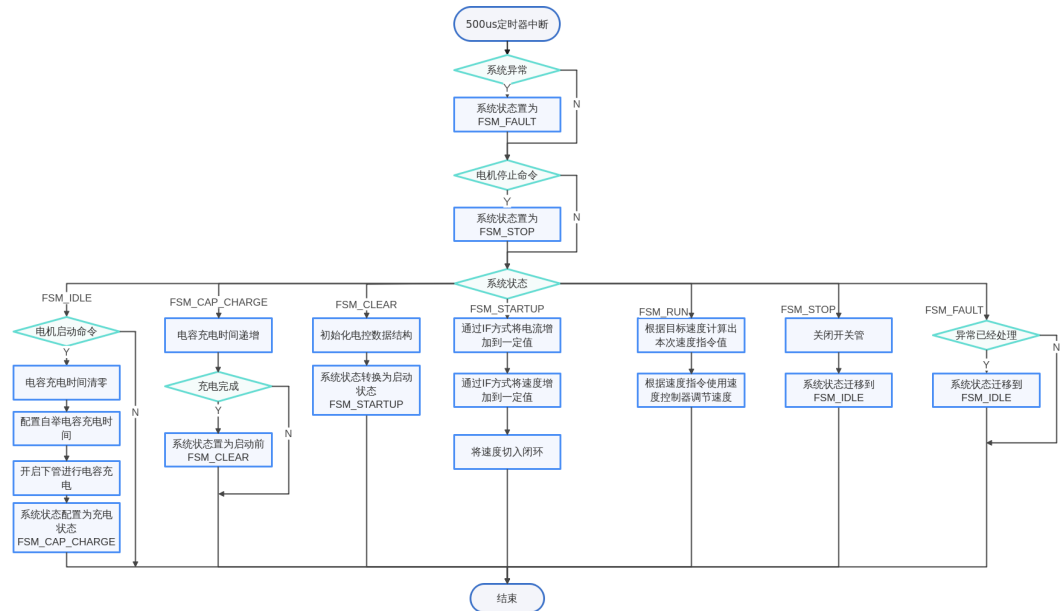 500us定时器中断
系统异常
Y
N
系统状态置为
FSM_FAULT
电机停止命令
Y
N
系统状态置为
FSM_STOP
系统状态
FSM_IDLE
电机启动命令
Y
N
电容充电时间清零
配置自举电容充电时
间
开启下管进行电容充
电
系统状态配置为充电
状态
FSM_CAP_CHARGE
FSM_CAP_CHARGE
电容充电时间递增
充电完成
Y
N
系统状态置为启动前
FSM_CLEAR
FSM_CLEAR
初始化电控数据结构
系统状态转换为启动
状态
FSM_STARTUP
FSM_STARTUP
通过IF方式将电流增
加到一定值
通过IF方式将速度增
加到一定值
将速度切入闭环
FSM_RUN
根据目标速度计算出
本次速度指令值
根据速度指令使用速
度控制器调节速度
FSM_STOP
关闭开关管
系统状态迁移到
FSM_IDLE
FSM_FAULT
异常已经处理
Y
N
系统状态迁移到
FSM_IDLE
结束